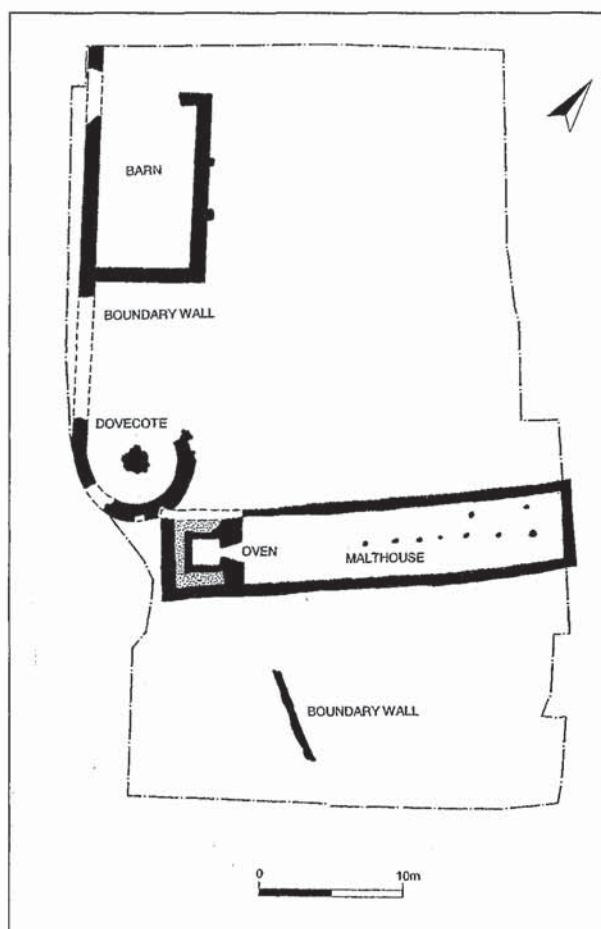 BARN
BOUNDARY WALL
DOVECOTE
OVEN
MALTHOUSE
BOUNDARY WALL
0 10m